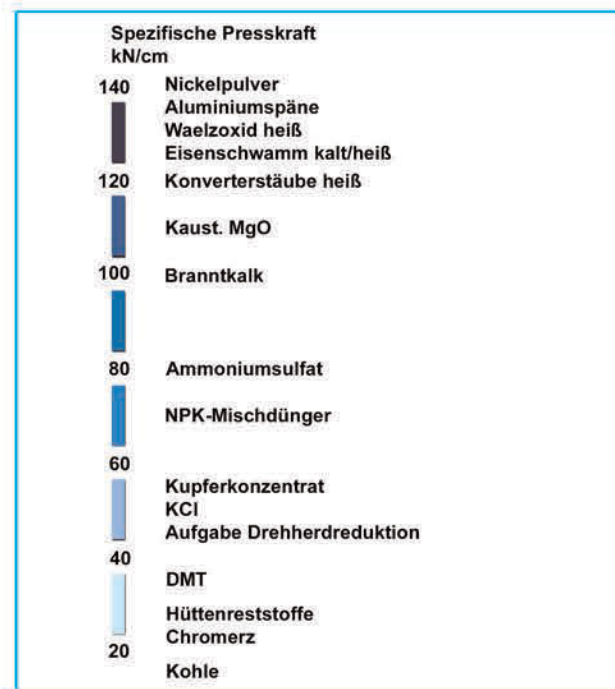 Spezifische Presskraft
kN/cm
140 Nickelpulver
Aluminiumspäne
Waelzoxid heiß
Eisenschwamm kalt/heiß
120 Konverterstäube heiß
Kaust. MgO
100 Branntkalk
80 Ammoniumsulfat
NPK-Mischdünger
60
Kupferkonzentrat
KCl
Aufgabe Drehherdreduktion
40
DMT
Hüttenreststoffe
Chromerz
20
Kohle